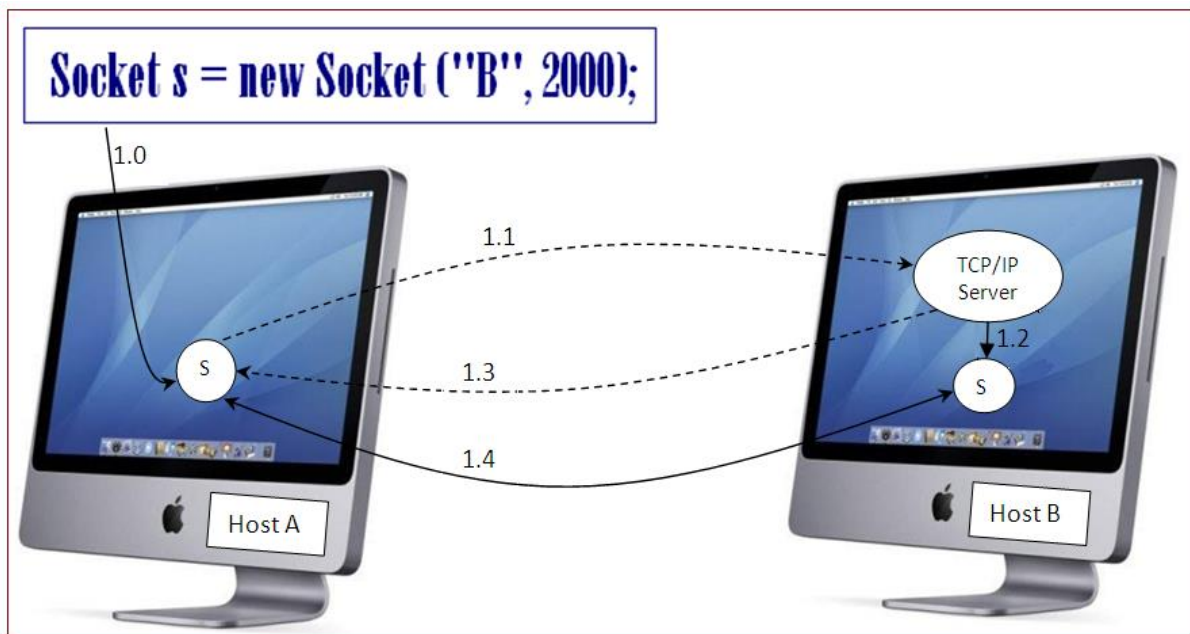 Socket s = new Socket ("B", 2000);
1.0
1.1
TCP/IP
Server
1.2
S
1.3
S
1.4
Host A
Host B